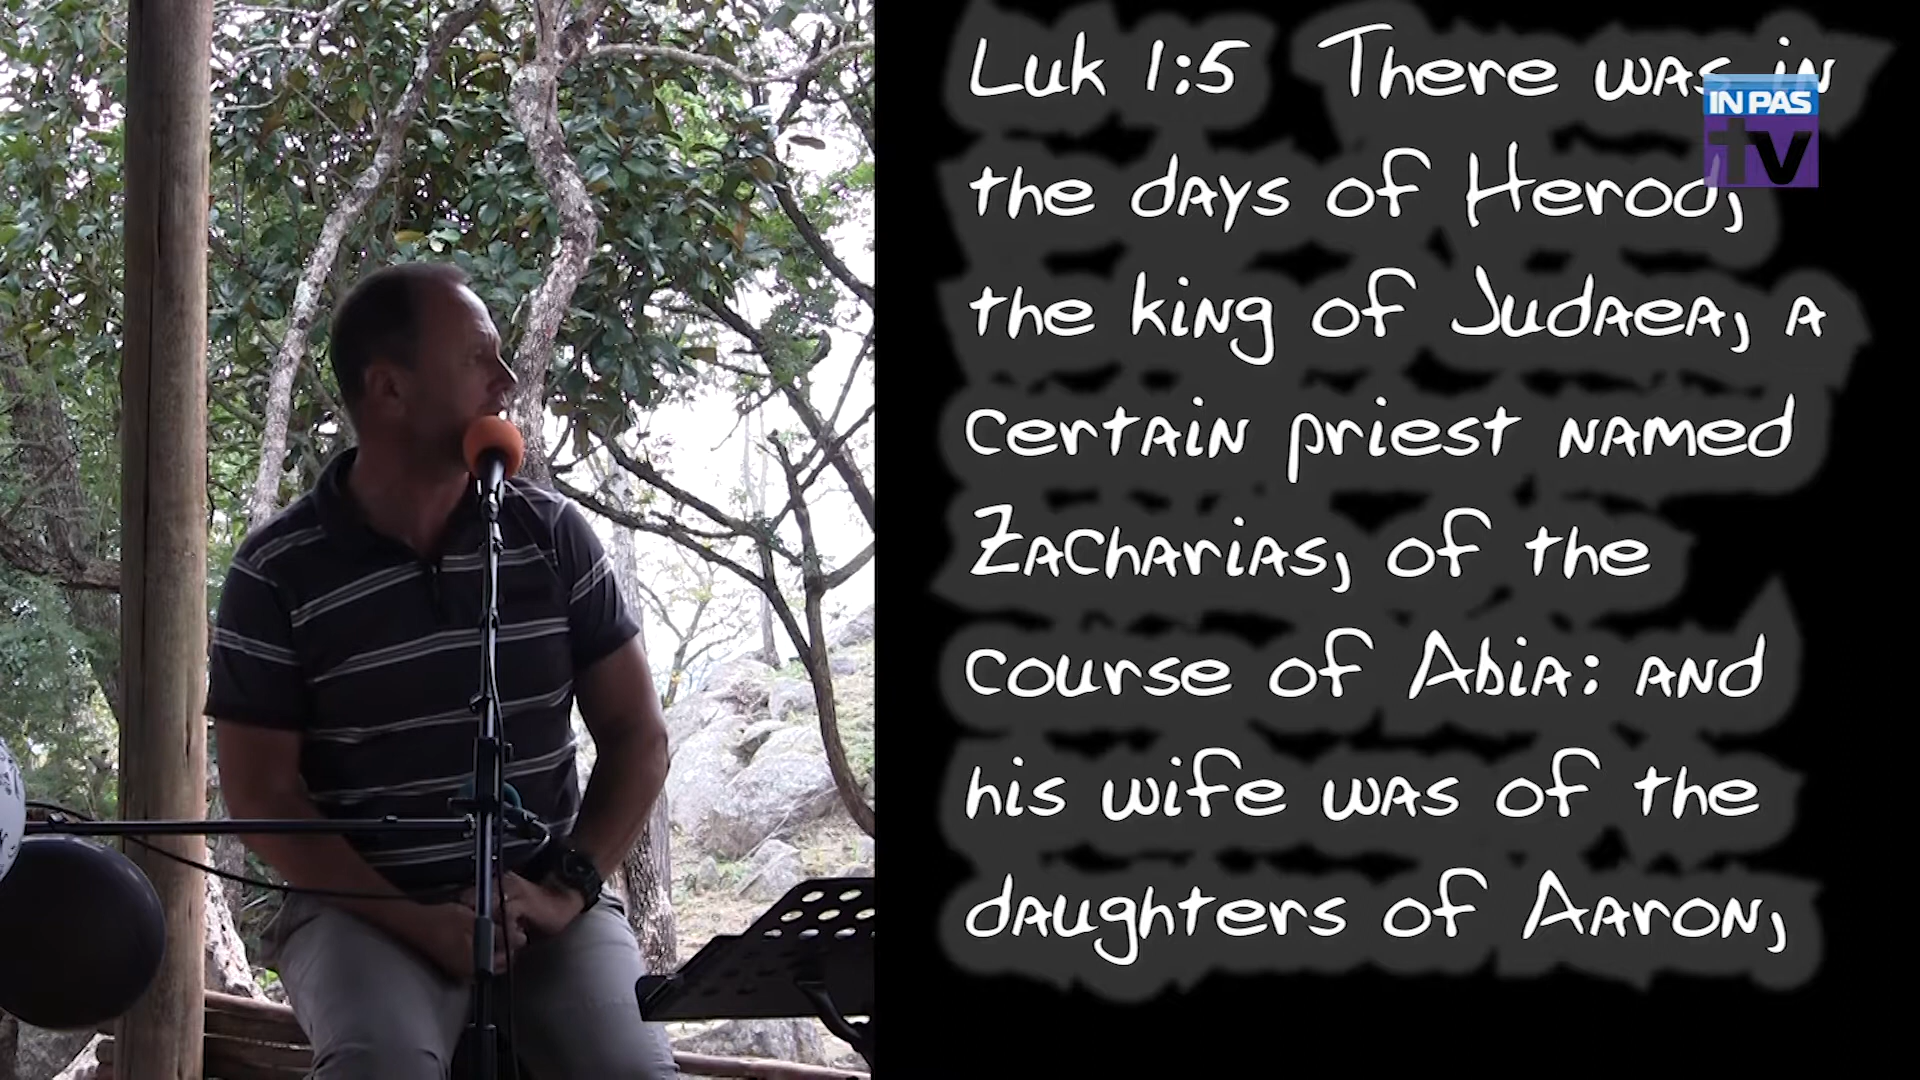 Luk 1:5 There was in
the days of Herod,
the king of Judaea, a
certain priest named
Zacharias, of the
course of Abia: and
his wife was of the
daughters of Aaron,
IN PAS
tv